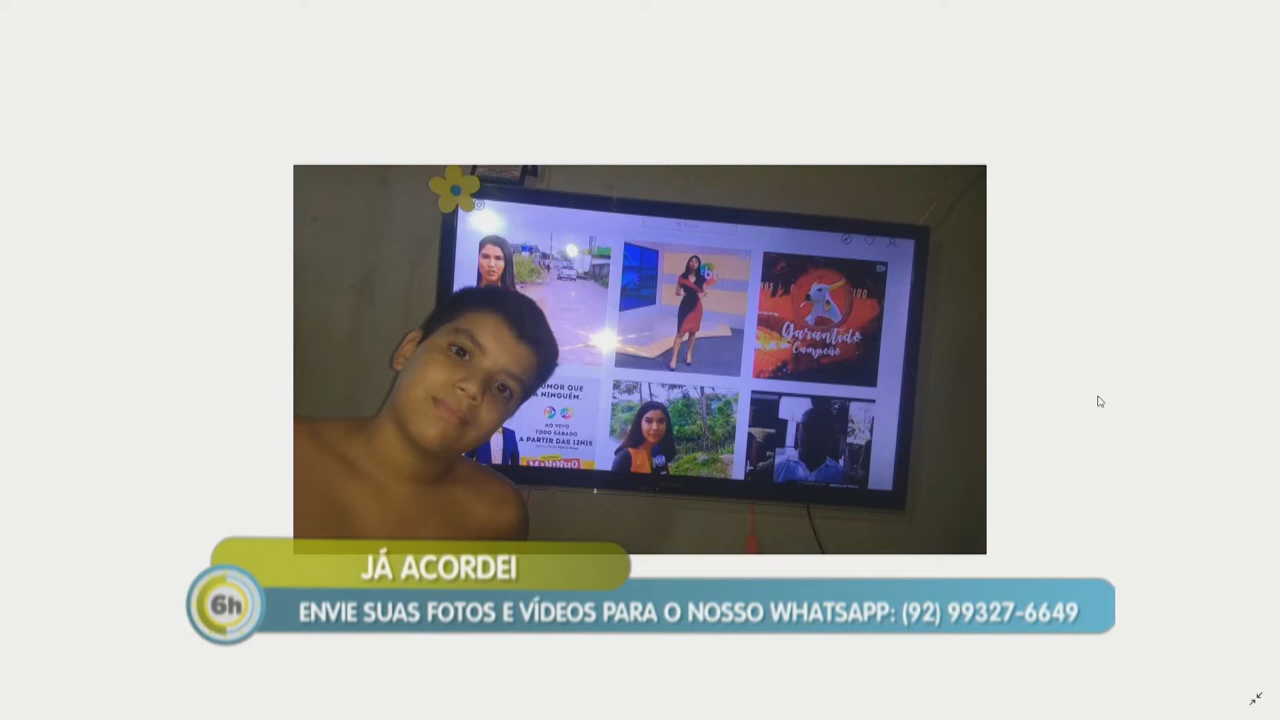 Garantido
Campeão
UMOR QUE
A NINGUÉM.
AO VIVO
TODO SÁBADO
A PARTIR DAS 12H15
JÁ ACORDEI
6h
ENVIE SUAS FOTOS E VÍDEOS PARA O NOSSO WHATSAPP: (92) 99327-6649